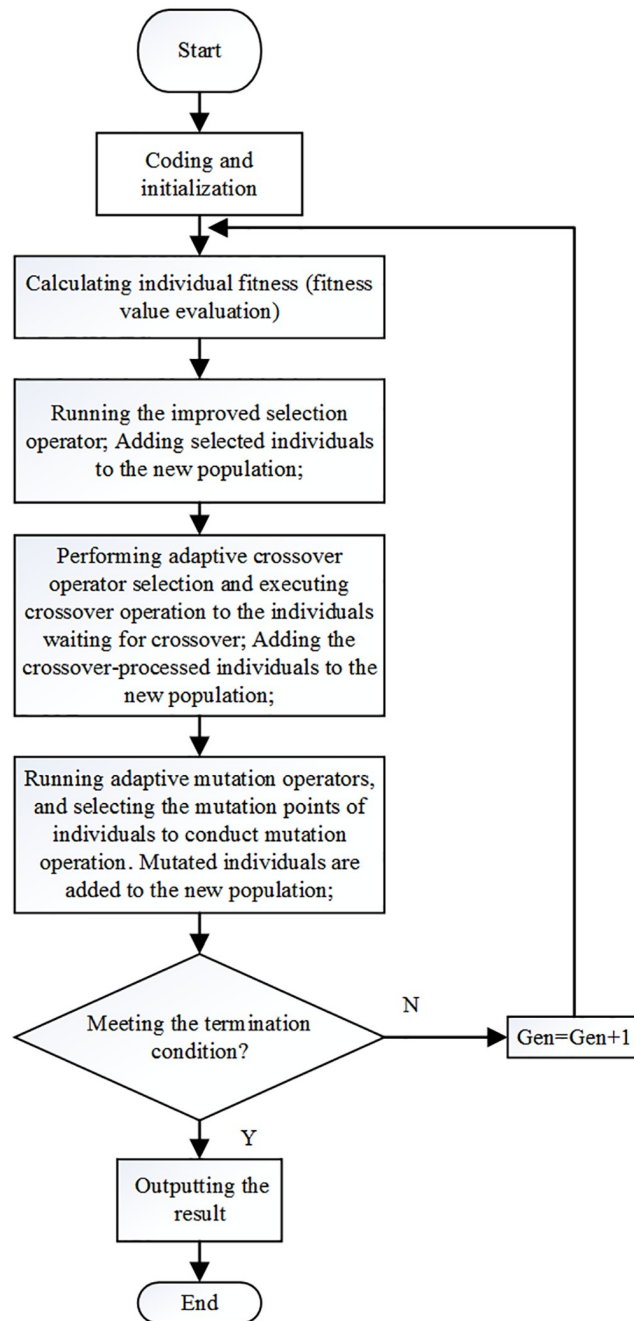 Start
Coding and
initialization
Calculating individual fitness (fitness
value evaluation)
Running the improved selection
operator; Adding selected individuals
to the new population;
Performing adaptive crossover
operator selection and executing
crossover operation to the individuals
waiting for crossover; Adding the
crossover-processed individuals to the
new population;
Running adaptive mutation operators,
and selecting the mutation points of
individuals to conduct mutation
operation. Mutated individuals are
added to the new population;
Meeting the termination
condition?
N
Gen=Gen+1
Y
Outputting the
result
End